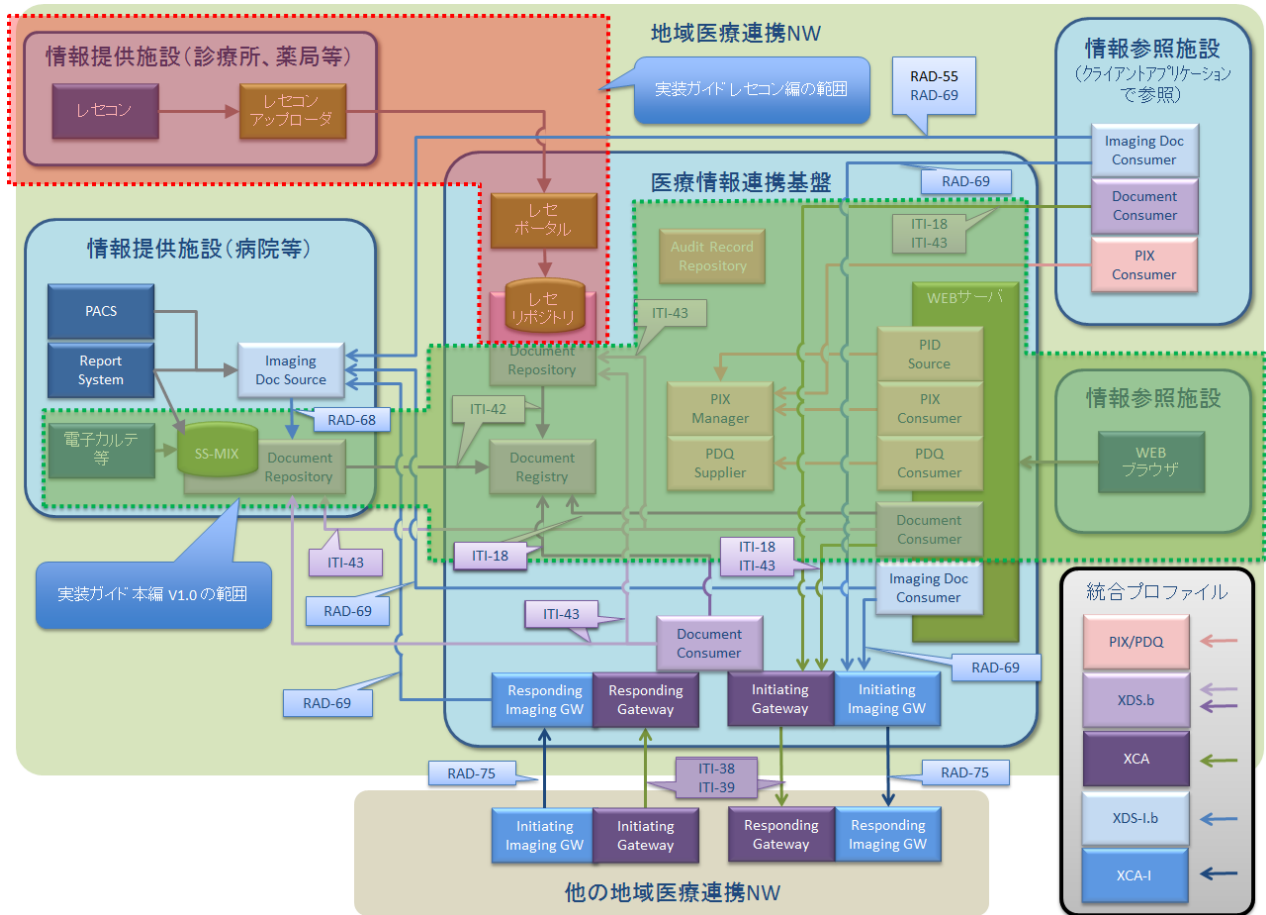 地域医療連携NW
情報提供施設(診療所、薬局等)
レセコン
レセコン
アップローダ
実装ガイド レセコン編の範囲
RAD-55
RAD-69
情報参照施設
(クライアントアプリケーション
で参照)
Imaging Doc
Consumer
Document
Consumer
PIX
Consumer
RAD-69
医療情報連携基盤
レセ
ポータル
レセ
リポジトリ
Audit Record
Repository
ITI-18
ITI-43
情報提供施設(病院等)
PACS
Report
System
Imaging
Doc Source
RAD-68
電子カルテ
等
SS-MIX
Document
Repository
Document
Repository
ITI-43
ITI-42
Document
Registry
PIX
Manager
PDQ
Supplier
WEBサーバ
PID
Source
PIX
Consumer
PDQ
Consumer
Document
Consumer
Imaging Doc
Consumer
情報参照施設
WEB
ブラウザ
ITI-43
ITI-18
ITI-18
ITI-43
実装ガイド 本編 V1.0 の範囲
RAD-69
ITI-43
Document
Consumer
RAD-69
RAD-69
Responding
Imaging GW
Responding
Gateway
Initiating
Gateway
Initiating
Imaging GW
RAD-75
ITI-38
ITI-39
RAD-75
Initiating
Imaging GW
Initiating
Gateway
Responding
Gateway
Responding
Imaging GW
他の地域医療連携NW
統合プロファイル
PIX/PDQ
XDS.b
XCA
XDS-I.b
XCA-I